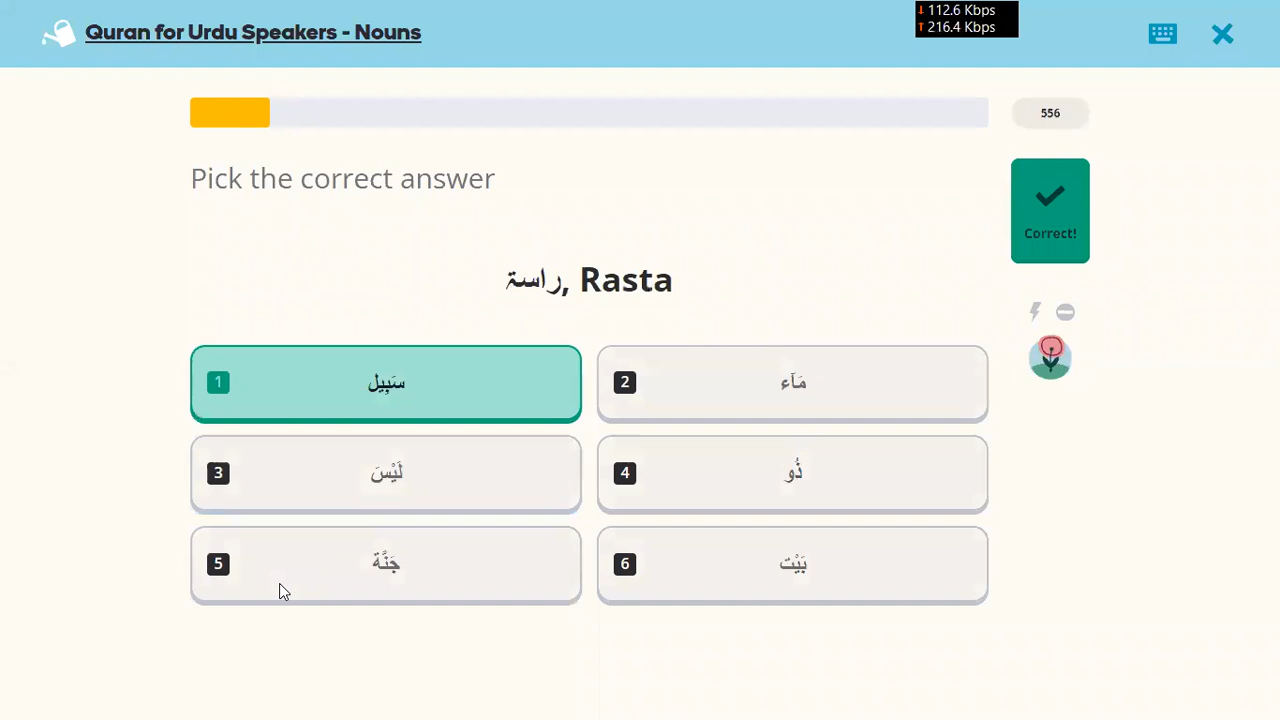 Quran for Urdu Speakers - Nouns
↓ 112.6 Kbps
↑ 216.4 Kbps
556
Pick the correct answer
Correct!
راستہ, Rasta
1 سَبِيل
2 مَآء
3 لَيْسَ
4 ذُو
5 جَنَّة
6 بَيْت